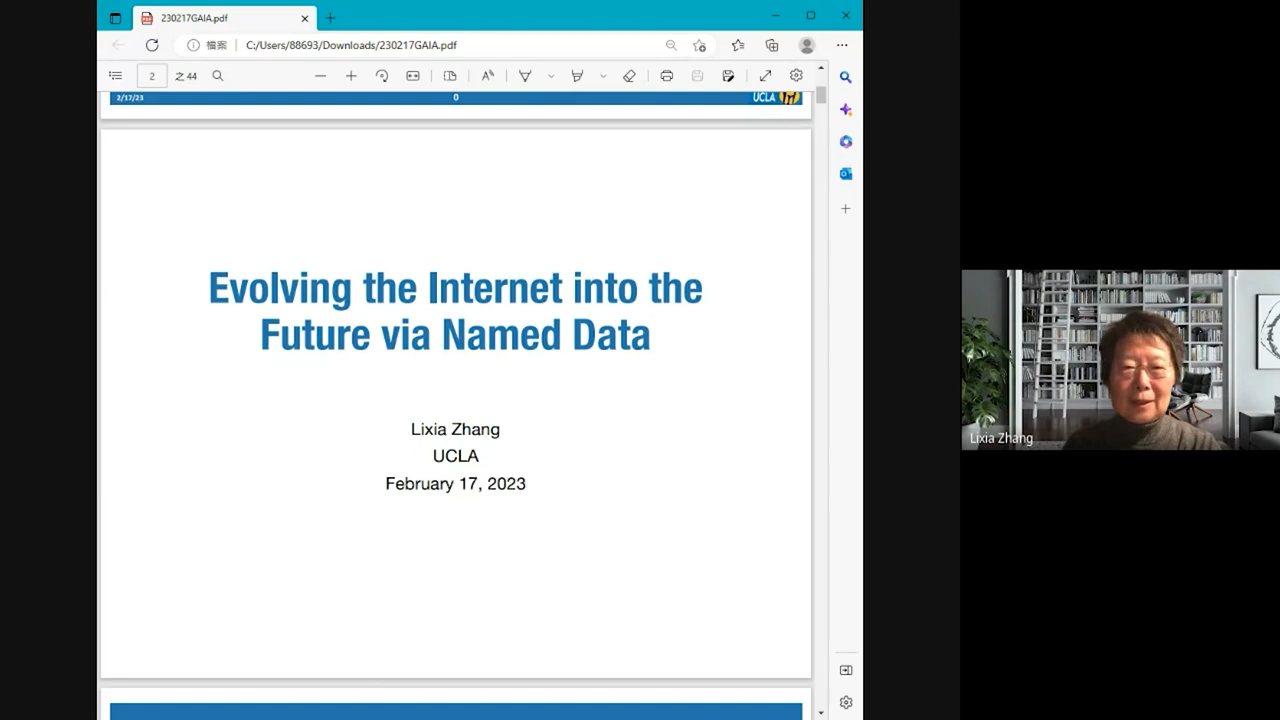 230217GAIA.pdf
檔案
C:/Users/88693/Downloads/230217GAIA.pdf
2
之 44
2/17/23
0
UCLA
Evolving the Internet into the
Future via Named Data
Lixia Zhang
UCLA
February 17, 2023
Lixia Zhang